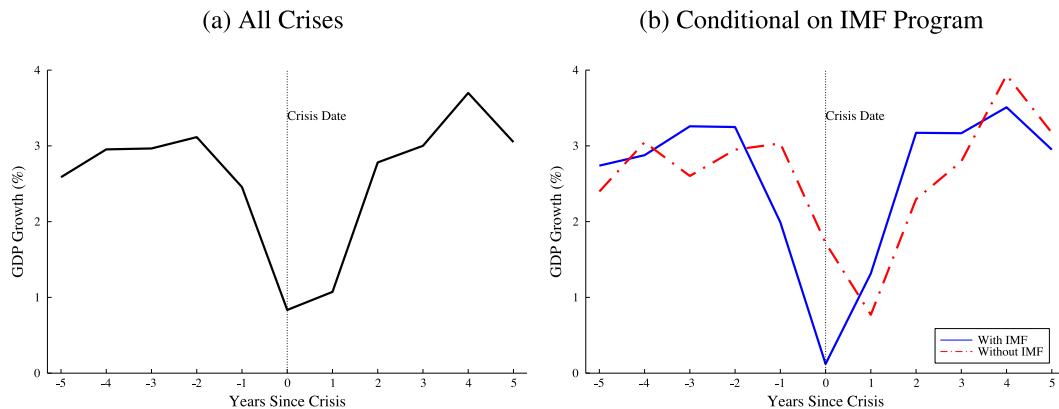 (a) All Crises
4
3
2
1
0
GDP Growth (%)
Crisis Date
-5 -4 -3 -2 -1 0 1 2 3 4 5
Years Since Crisis
(b) Conditional on IMF Program
4
3
2
1
0
GDP Growth (%)
Crisis Date
With IMF
Without IMF
-5 -4 -3 -2 -1 0 1 2 3 4 5
Years Since Crisis